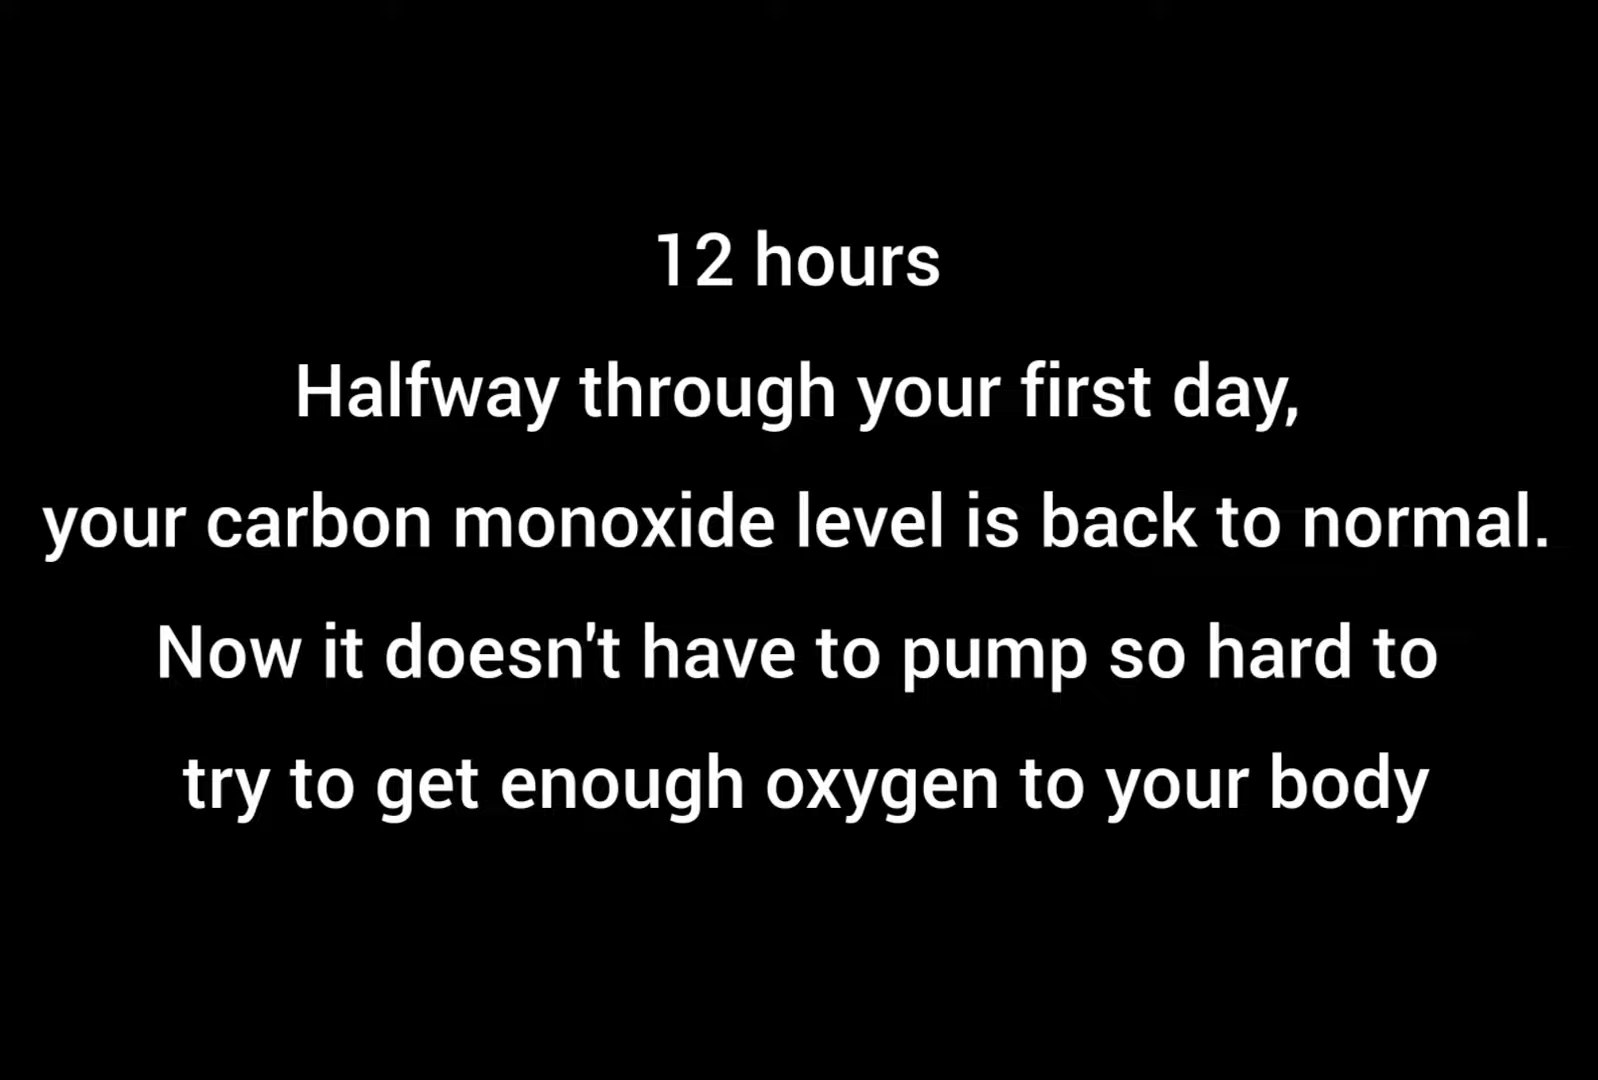 12 hours
Halfway through your first day,
your carbon monoxide level is back to normal.
Now it doesn't have to pump so hard to
try to get enough oxygen to your body